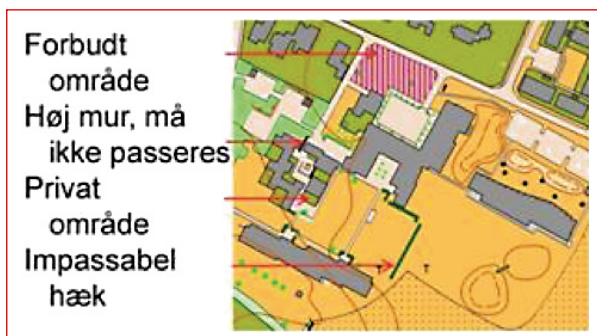 Forbudt
område
Høj mur, må
ikke passeres
Privat
område
Impassabel
hæk